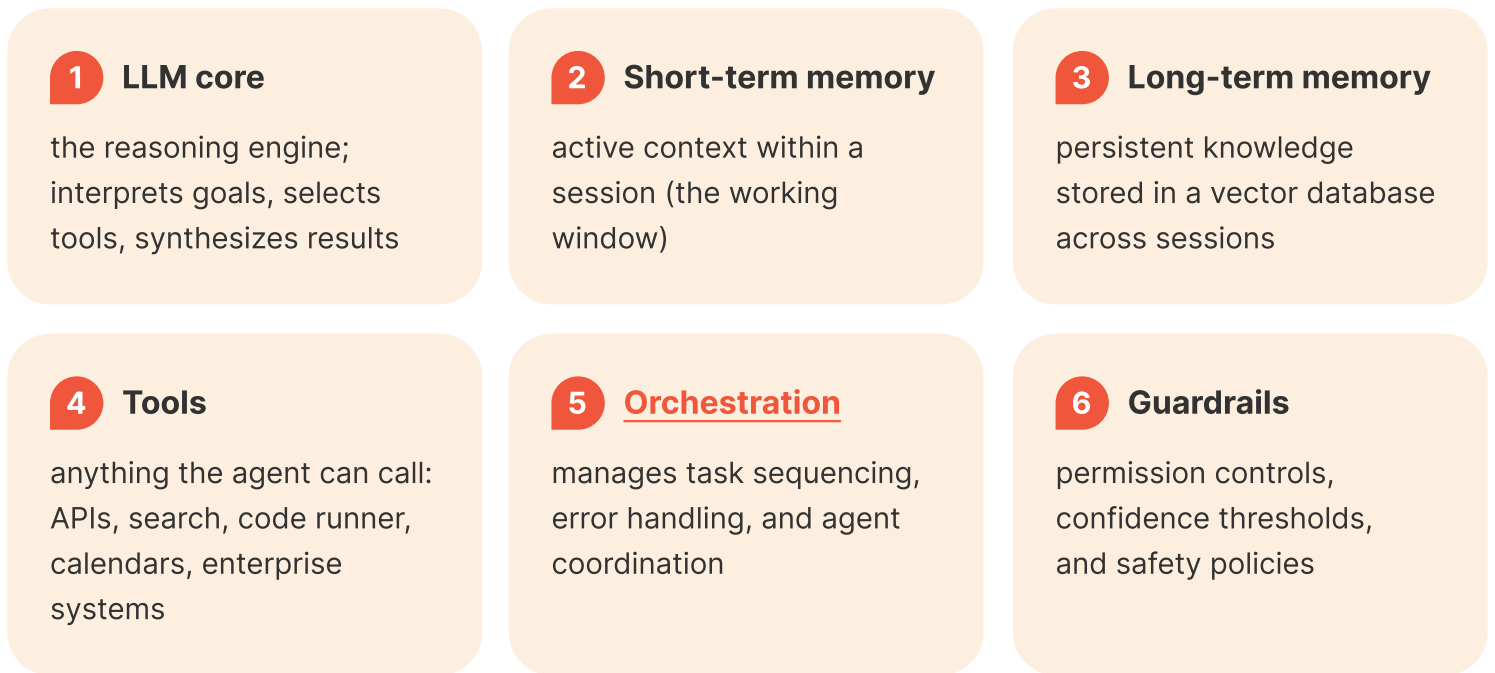 1 LLM core
the reasoning engine;
interprets goals, selects
tools, synthesizes results
2 Short-term memory
active context within a
session (the working
window)
3 Long-term memory
persistent knowledge
stored in a vector database
across sessions
4 Tools
anything the agent can call:
APIs, search, code runner,
calendars, enterprise
systems
5 Orchestration
manages task sequencing,
error handling, and agent
coordination
6 Guardrails
permission controls,
confidence thresholds,
and safety policies